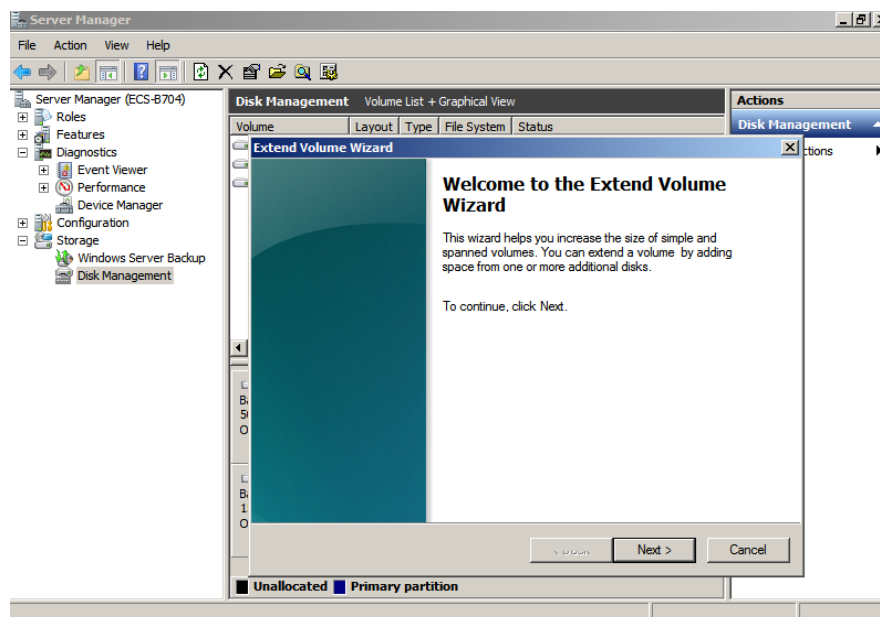 Server Manager
File Action View Help
Server Manager (ECS-B704)
Roles
Features
Diagnostics
Event Viewer
Performance
Device Manager
Configuration
Storage
Windows Server Backup
Disk Management
Disk Management Volume List + Graphical View
Volume Layout Type File System Status
Extend Volume Wizard
Welcome to the Extend Volume
Wizard
This wizard helps you increase the size of simple and
spanned volumes. You can extend a volume by adding
space from one or more additional disks.
To continue, click Next.
Next >
Cancel
Unallocated Primary partition
Actions
Disk Management